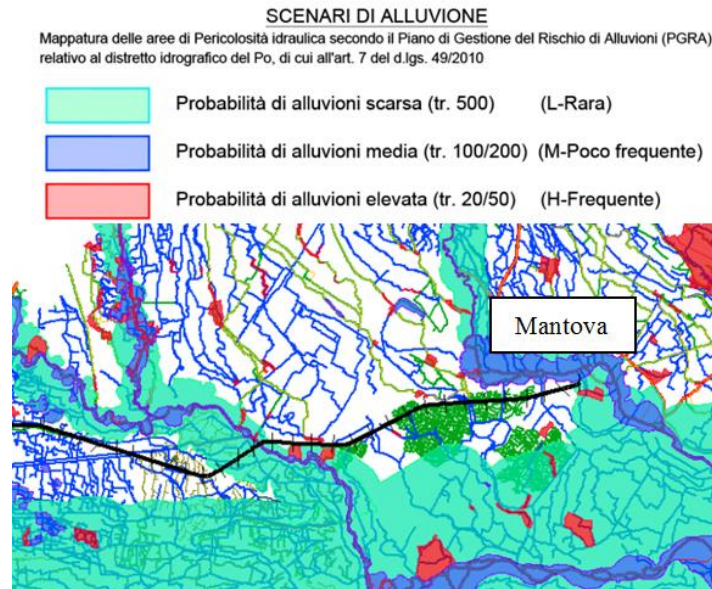 SCENARI DI ALLUVIONE
Mappatura delle aree di Pericolosità idraulica secondo il Piano di Gestione del Rischio di Alluvioni (PGRA)
relativo al distretto idrografico del Po, di cui all'art. 7 del d.lgs. 49/2010
Probabilità di alluvioni scarsa (tr. 500) (L-Rara)
Probabilità di alluvioni media (tr. 100/200) (M-Poco frequente)
Probabilità di alluvioni elevata (tr. 20/50) (H-Frequente)
Mantova